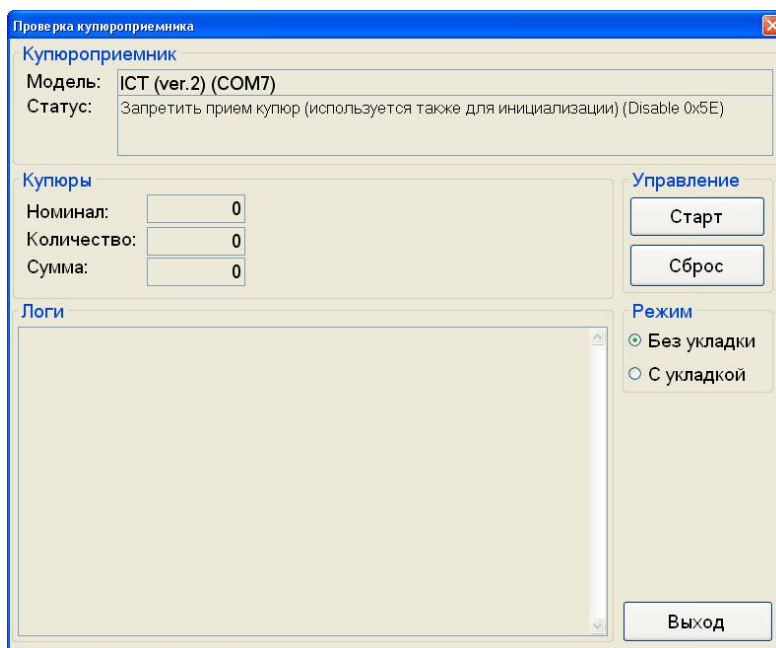 Проверка купюроприемника
Купюроприемник
Модель: ICT (ver.2) (COM7)
Статус: Запретить прием купюр (используется также для инициализации) (Disable 0x5E)
Купюры
Номинал: 0
Количество: 0
Сумма: 0
Управление
Старт
Сброс
Логи
Режим
Без укладки
С укладкой
Выход